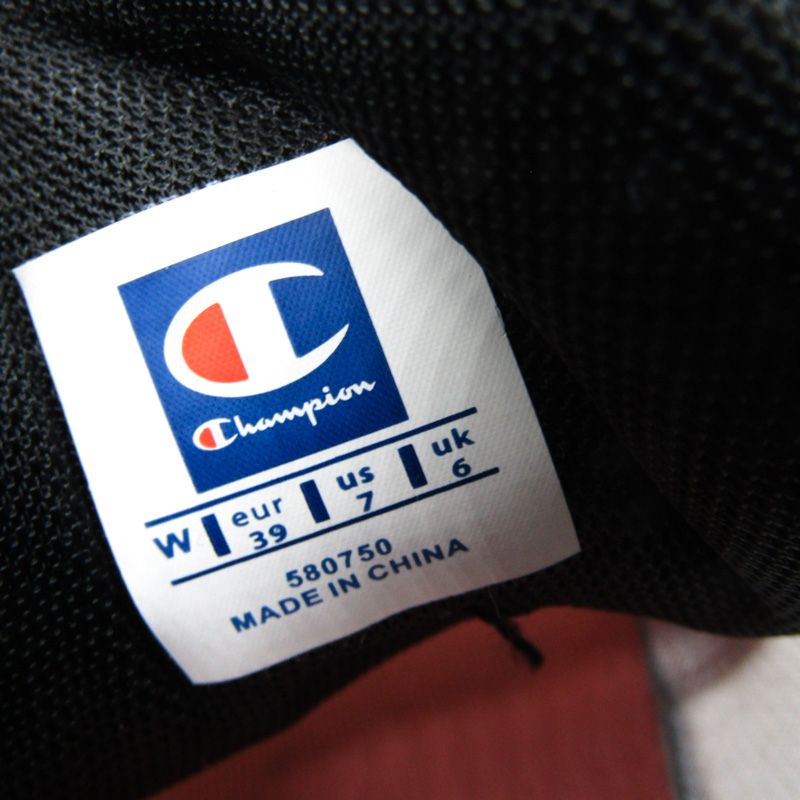 Champion
W eur us uk
39 7 6
580750
MADE IN CHINA